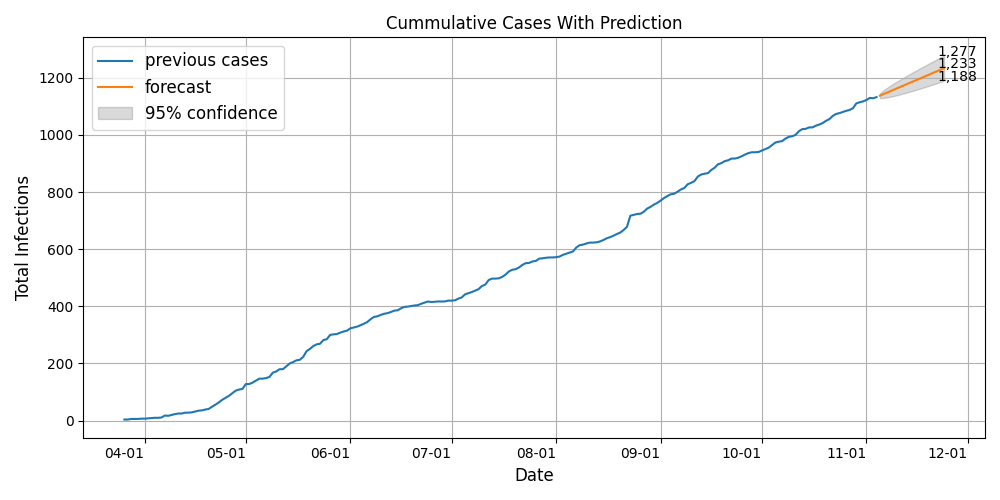 Cummulative Cases With Prediction
previous cases
forecast
95% confidence
1,277
1,233
1,188
1200
1000
800
600
400
200
0
Total Infections
04-01 05-01 06-01 07-01 08-01 09-01 10-01 11-01 12-01
Date